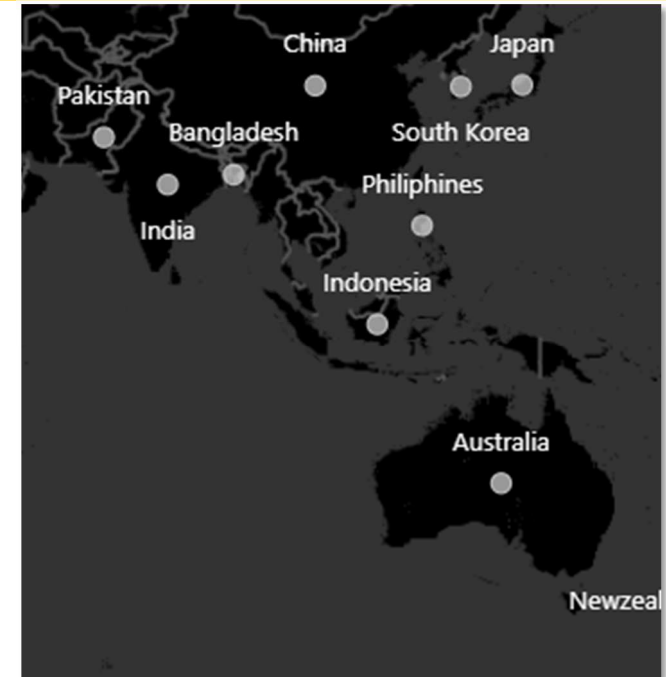 China
Japan
Pakistan
Bangladesh
South Korea
Philiphines
India
Indonesia
Australia
Newzeal